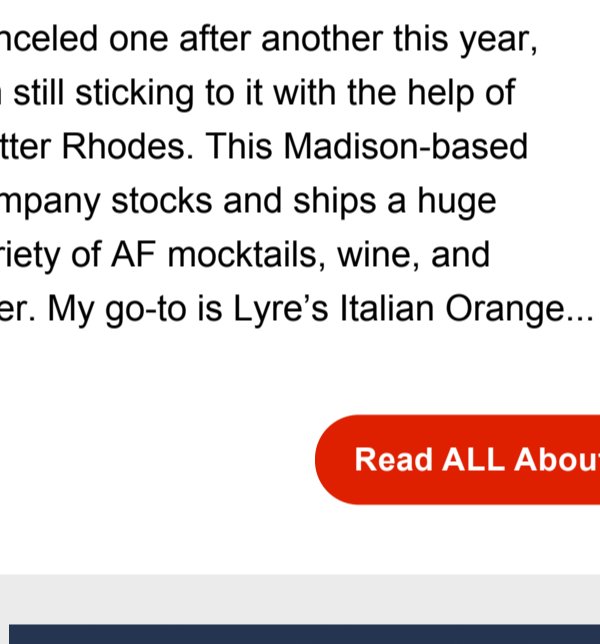 nceled one after another this year,
still sticking to it with the help of
tter Rhodes. This Madison-based
mpany stocks and ships a huge
riety of AF mocktails, wine, and
er. My go-to is Lyre’s Italian Orange...
Read ALL Abou